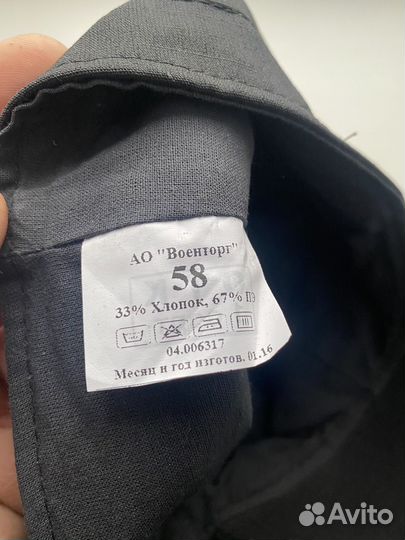 АО "Военторг"
58
33% Хлопок, 67% ПЭ
04.006317
Месяц и год изготов. 01.16
Avito